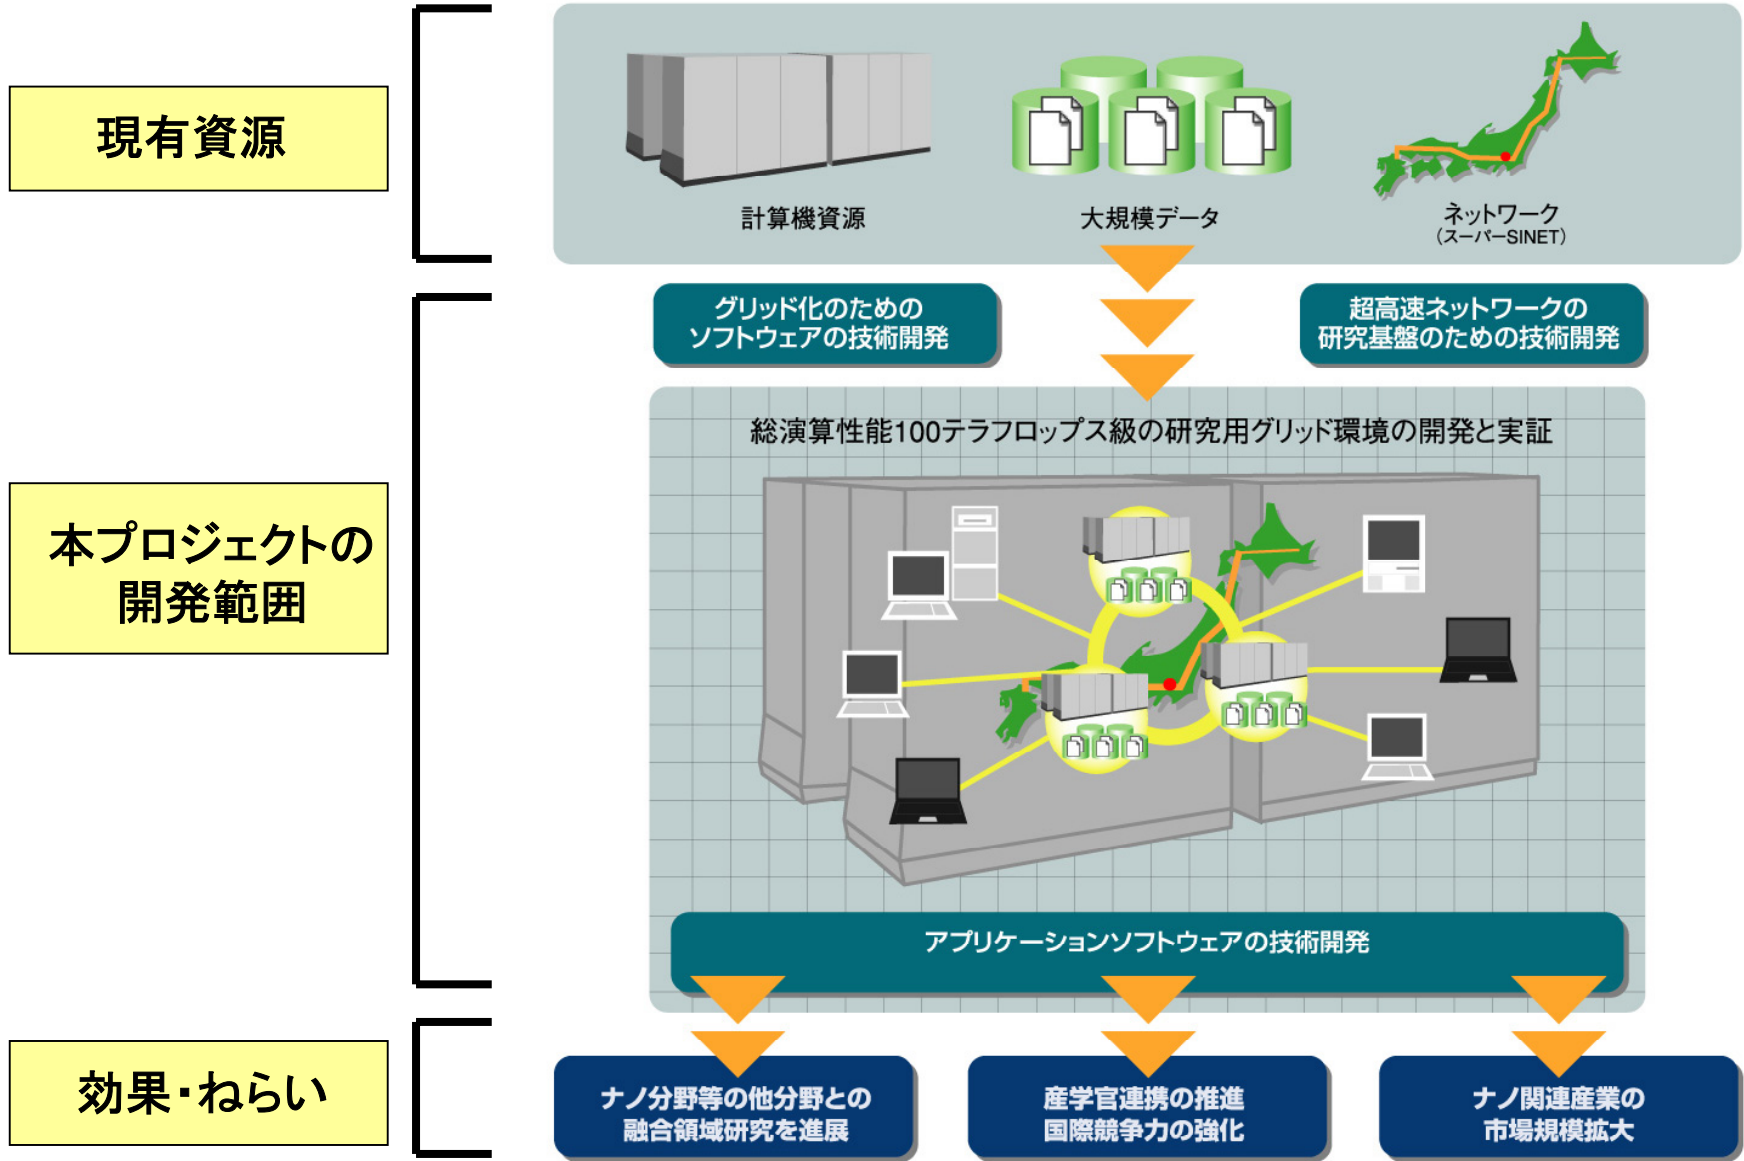 現有資源
計算機資源
大規模データ
ネットワーク
(スーパーSINET)
グリッド化のための
ソフトウェアの技術開発
超高速ネットワークの
研究基盤のための技術開発
本プロジェクトの
開発範囲
総演算性能100テラフロップス級の研究用グリッド環境の開発と実証
アプリケーションソフトウェアの技術開発
効果・ねらい
ナノ分野等の他分野との
融合領域研究を進展
産学官連携の推進
国際競争力の強化
ナノ関連産業の
市場規模拡大